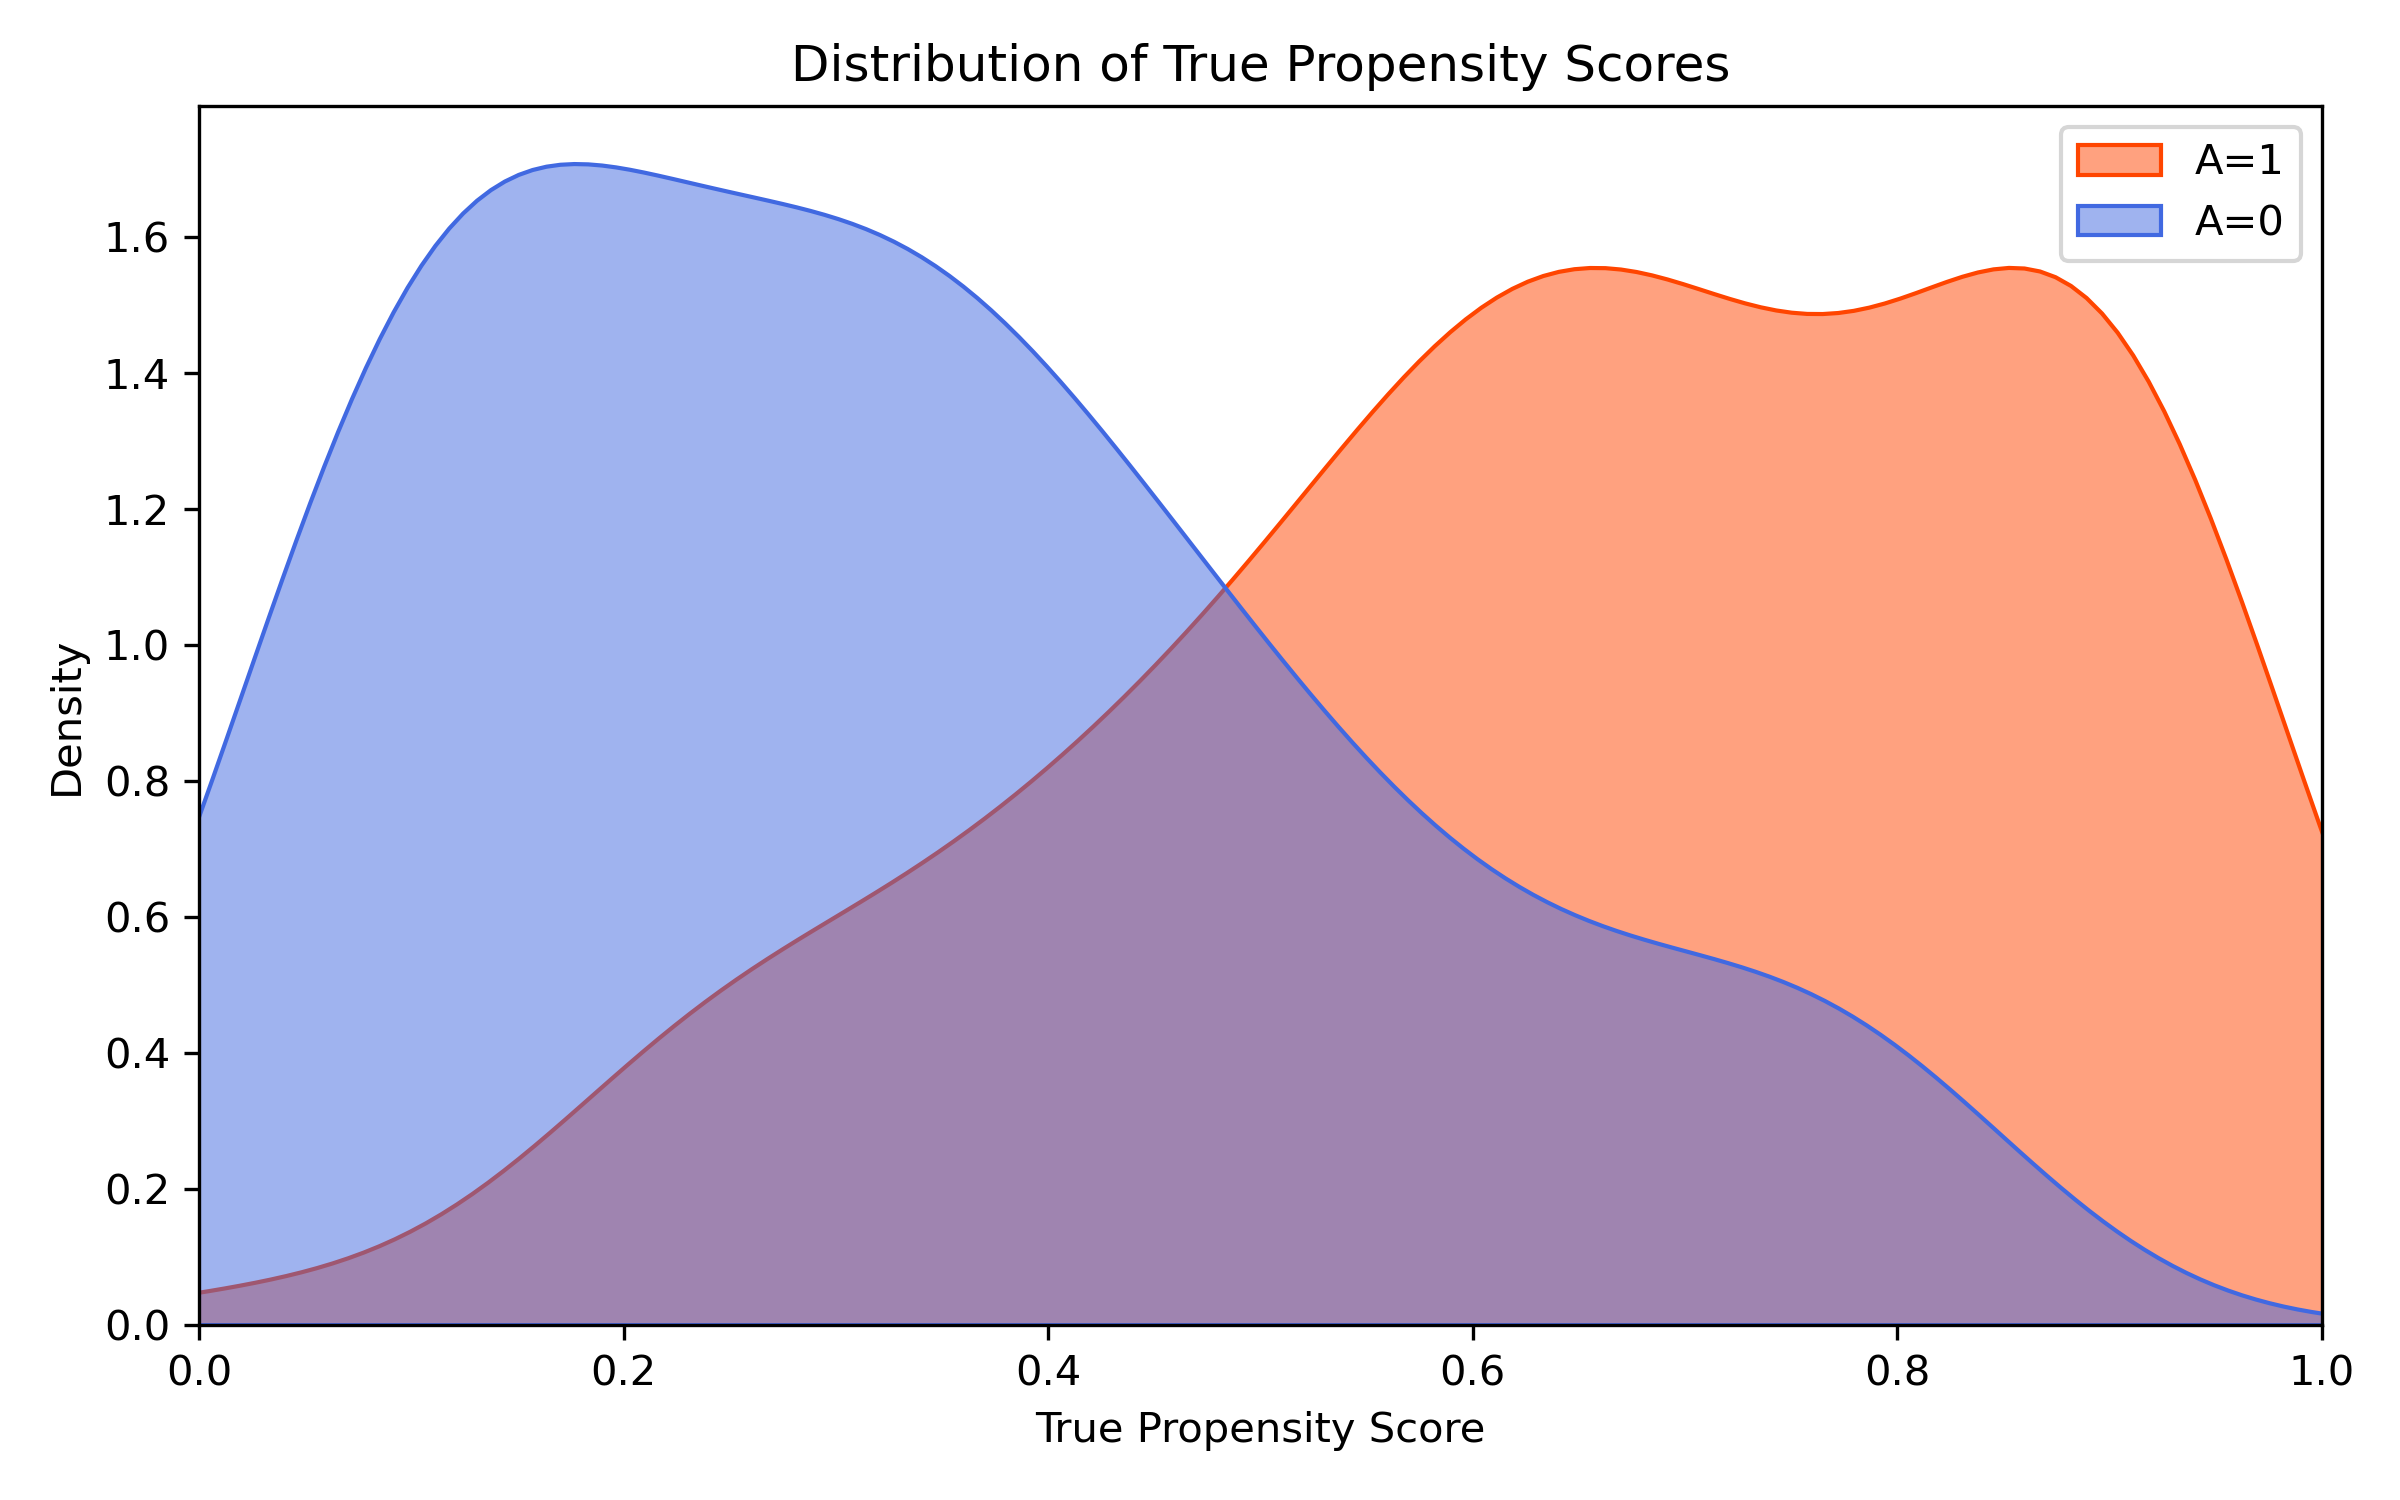 Distribution of True Propensity Scores
A=1
A=0
1.6
1.4
1.2
1.0
0.8
0.6
0.4
0.2
0.0
Density
0.0 0.2 0.4 0.6 0.8 1.0
True Propensity Score